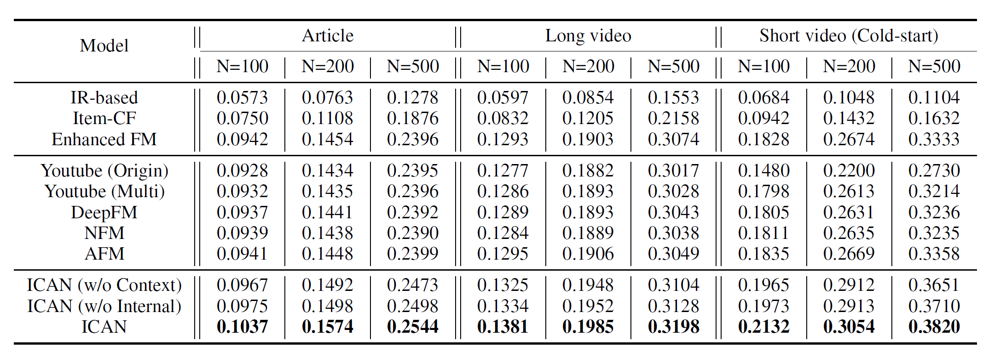 Model Article Long video Short video (Cold-start)
N=100 N=200 N=500 N=100 N=200 N=500 N=100 N=200 N=500
IR-based 0.0573 0.0763 0.1278 0.0597 0.0854 0.1553 0.0684 0.1048 0.1104
Item-CF 0.0750 0.1108 0.1876 0.0832 0.1205 0.2158 0.0942 0.1432 0.1632
Enhanced FM 0.0942 0.1454 0.2396 0.1293 0.1903 0.3074 0.1828 0.2674 0.3333
Youtube (Origin) 0.0928 0.1434 0.2395 0.1277 0.1882 0.3017 0.1480 0.2200 0.2730
Youtube (Multi) 0.0932 0.1435 0.2396 0.1286 0.1893 0.3028 0.1798 0.2613 0.3214
DeepFM 0.0937 0.1441 0.2392 0.1289 0.1893 0.3043 0.1805 0.2631 0.3236
NFM 0.0939 0.1438 0.2390 0.1284 0.1889 0.3038 0.1811 0.2635 0.3235
AFM 0.0941 0.1448 0.2399 0.1295 0.1906 0.3049 0.1835 0.2669 0.3358
ICAN (w/o Context) 0.0967 0.1492 0.2473 0.1325 0.1948 0.3104 0.1965 0.2912 0.3651
ICAN (w/o Internal) 0.0975 0.1498 0.2498 0.1334 0.1952 0.3128 0.1973 0.2913 0.3710
ICAN 0.1037 0.1574 0.2544 0.1381 0.1985 0.3198 0.2132 0.3054 0.3820